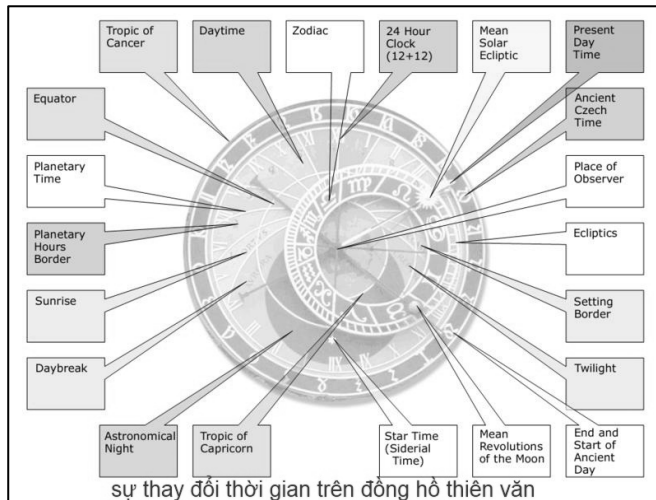 Tropic of
Cancer
Daytime
Zodiac
24 Hour
Clock
(12+12)
Mean
Solar
Ecliptic
Present
Day
Time
Equator
Ancient
Czech
Time
Planetary
Time
Place of
Observer
Planetary
Hours
Border
Ecliptics
Sunrise
Setting
Border
Daybreak
Twilight
Astronomical
Night
Tropic of
Capricorn
Star Time
(Siderial
Time)
Mean
Revolutions
of the Moon
End and
Start of
Ancient
Day
sự thay đổi thời gian trên đồng hồ thiên văn